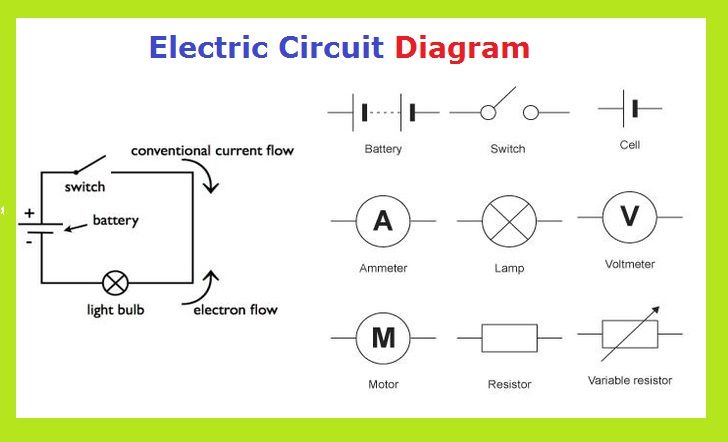 Electric Circuit Diagram
conventional current flow
switch
+
battery
-
light bulb
electron flow
Battery
Switch
Cell
A
V
Ammeter
Lamp
Voltmeter
M
Motor
Resistor
Variable resistor